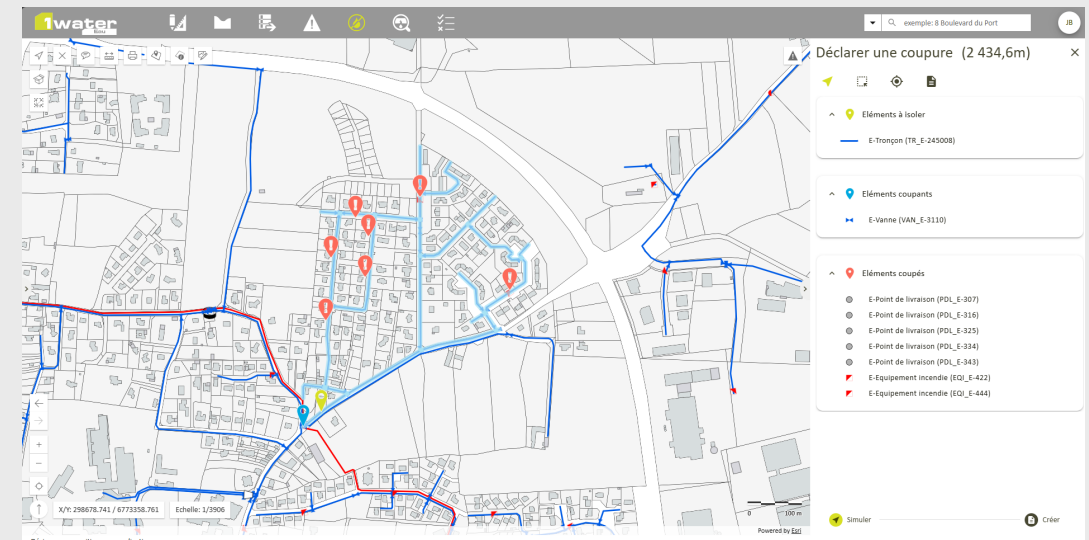 1water
exemple: 8 Boulevard du Port
JB
Déclarer une coupure (2 434,6m)
Eléments à isoler
E-Tronçon (TR_E-245008)
Eléments coupants
E-Vanne (VAN_E-3110)
Eléments coupés
E-Point de livraison (PDL_E-307)
E-Point de livraison (PDL_E-316)
E-Point de livraison (PDL_E-325)
E-Point de livraison (PDL_E-334)
E-Point de livraison (PDL_E-343)
E-Equipement incendie (EQI_E-422)
E-Equipement incendie (EQI_E-444)
X/Y: 298678.741 / 6773358.761
Echelle: 1/3906
0 100 m
Powered by Esri
Simuler
Créer